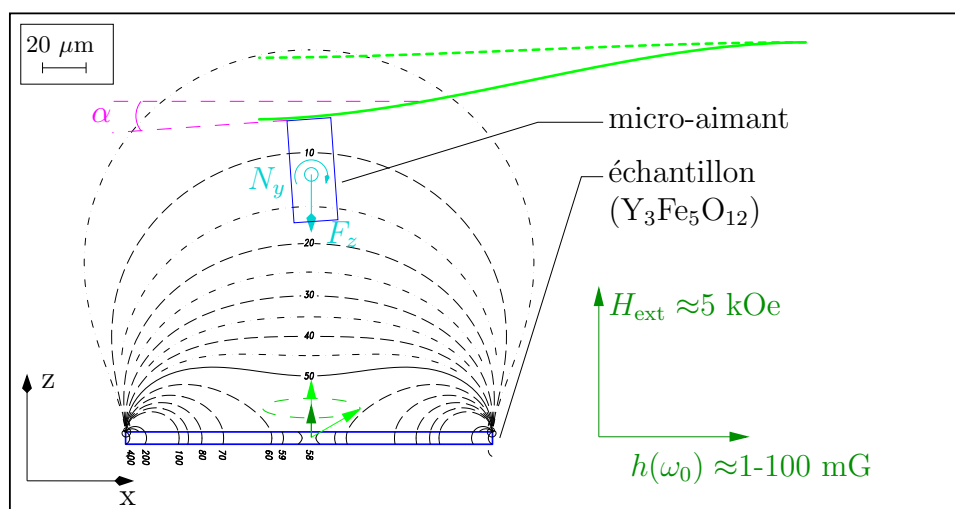 20 μm
α
micro-aimant
10
N_y
échantillon
(Y₃Fe₅O₁₂)
F_z
20
30
H_ext ≈5 kOe
40
z
50
400 200 100 80 70 60 59 58
h(ω₀) ≈1-100 mG
x